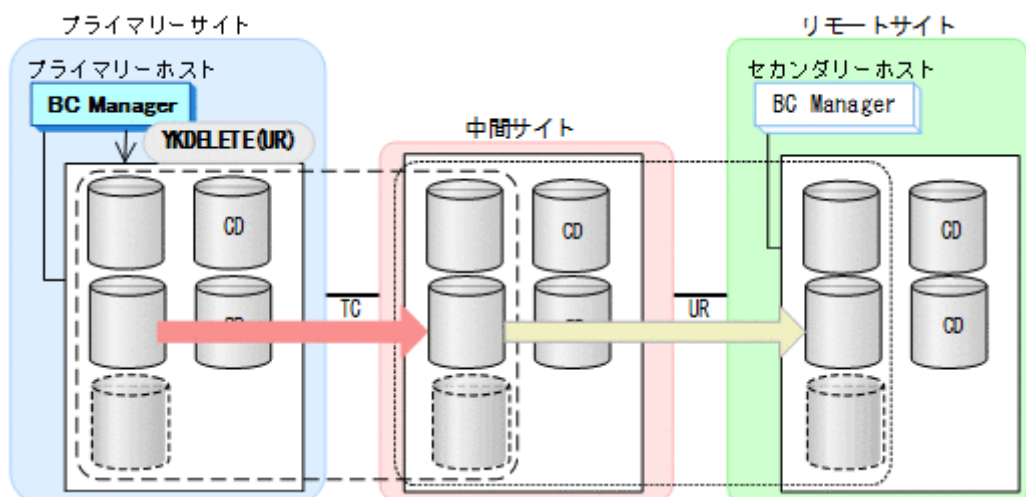 プライマリーサイト
リモートサイト
プライマリーホスト
セカンダリーホスト
BC Manager
BC Manager
中間サイト
YKDELETE(UR)
CD
CD
CD
TC
UR
CD